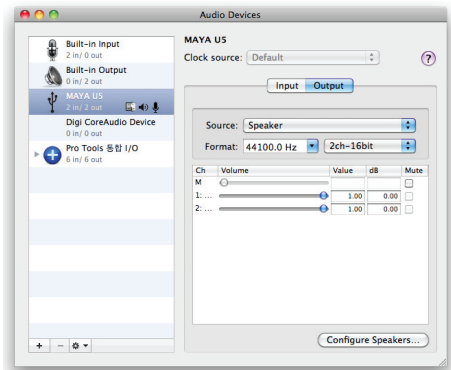 Audio Devices
Built-in Input
2 in/ 0 out
Built-in Output
0 in/ 2 out
MAYA U5
2 in/ 2 out
Digi CoreAudio Device
0 in/ 0 out
Pro Tools 통합 I/O
6 in/ 6 out
MAYA U5
Clock source: Default
?
Input Output
Source: Speaker
Format: 44100.0 Hz 2ch-16bit
Ch Volume Value dB Mute
M
1: ... 1.00 0.00
2: ... 1.00 0.00
Configure Speakers...